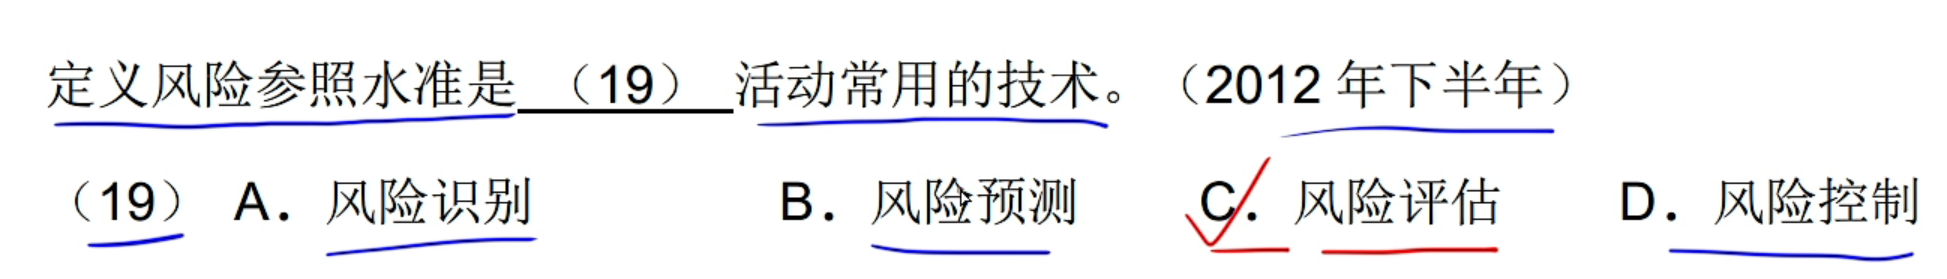 定义风险参照水准是 （19） 活动常用的技术。（2012 年下半年）
（19） A．风险识别 B．风险预测 C．风险评估 D．风险控制